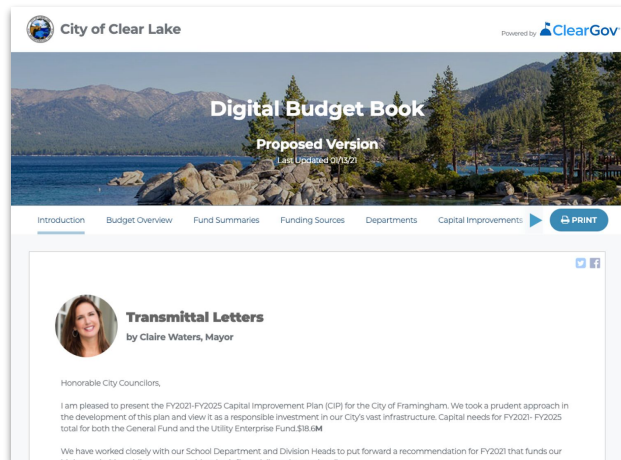 City of Clear Lake
Powered by ClearGov
Digital Budget Book
Proposed Version
Last Updated 01/13/21
Introduction Budget Overview Fund Summaries Funding Sources Departments Capital Improvements PRINT
Transmittal Letters
by Claire Waters, Mayor
Honorable City Councilors,
I am pleased to present the FY2021-FY2025 Capital Improvement Plan (CIP) for the City of Framingham. We took a prudent approach in
the development of this plan and view it as a responsible investment in our City's vast infrastructure. Capital needs for FY2021- FY2025
total for both the General Fund and the Utility Enterprise Fund.$18.6M
We have worked closely with our School Department and Division Heads to put forward a recommendation for FY2021 that funds our